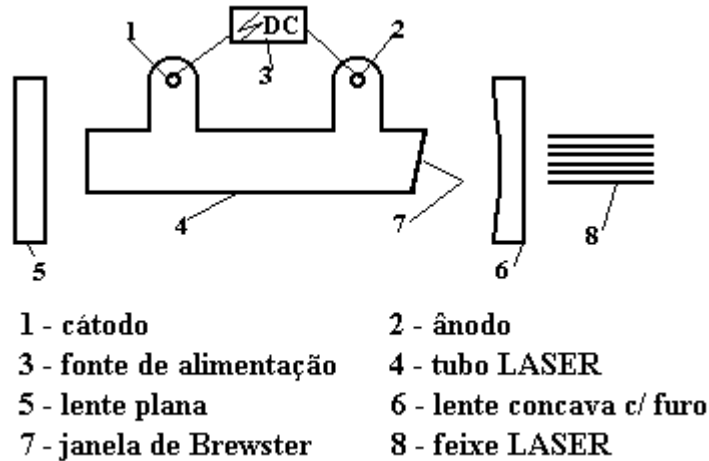 1
DC
2
3
4
7
5
6
8
1 - cátodo
2 - ânodo
3 - fonte de alimentação
4 - tubo LASER
5 - lente plana
6 - lente concava c/ furo
7 - janela de Brewster
8 - feixe LASER